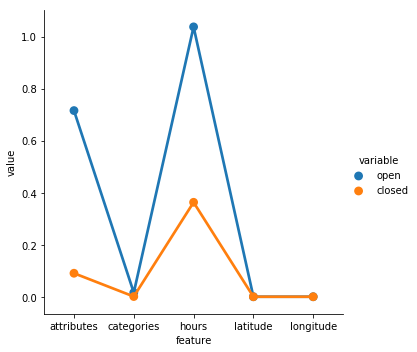 1.0
0.8
0.6
0.4
0.2
0.0
value
attributes categories hours latitude longitude
feature
variable
open
closed